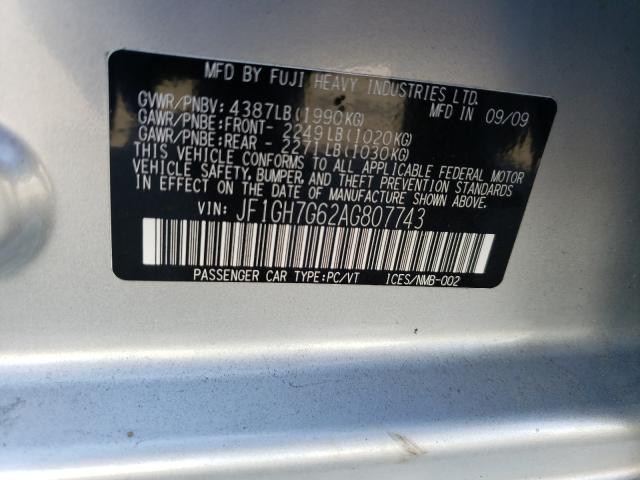 MFD BY FUJI HEAVY INDUSTRIES LTD.
GVWR/PNBV: 4387LB(1990KG) MFD IN 09/09
GAWR/PNBE:FRONT- 2249LB(1020KG)
GAWR/PNBE:REAR - 2271LB(1030KG)
THIS VEHICLE CONFORMS TO ALL APPLICABLE FEDERAL MOTOR
VEHICLE SAFETY, BUMPER, AND THEFT PREVENTION STANDARDS
IN EFFECT ON THE DATE OF MANUFACTURE SHOWN ABOVE.
VIN: JF1GH7G62AG807743
PASSENGER CAR TYPE:PC/VT ICES/NMB-002